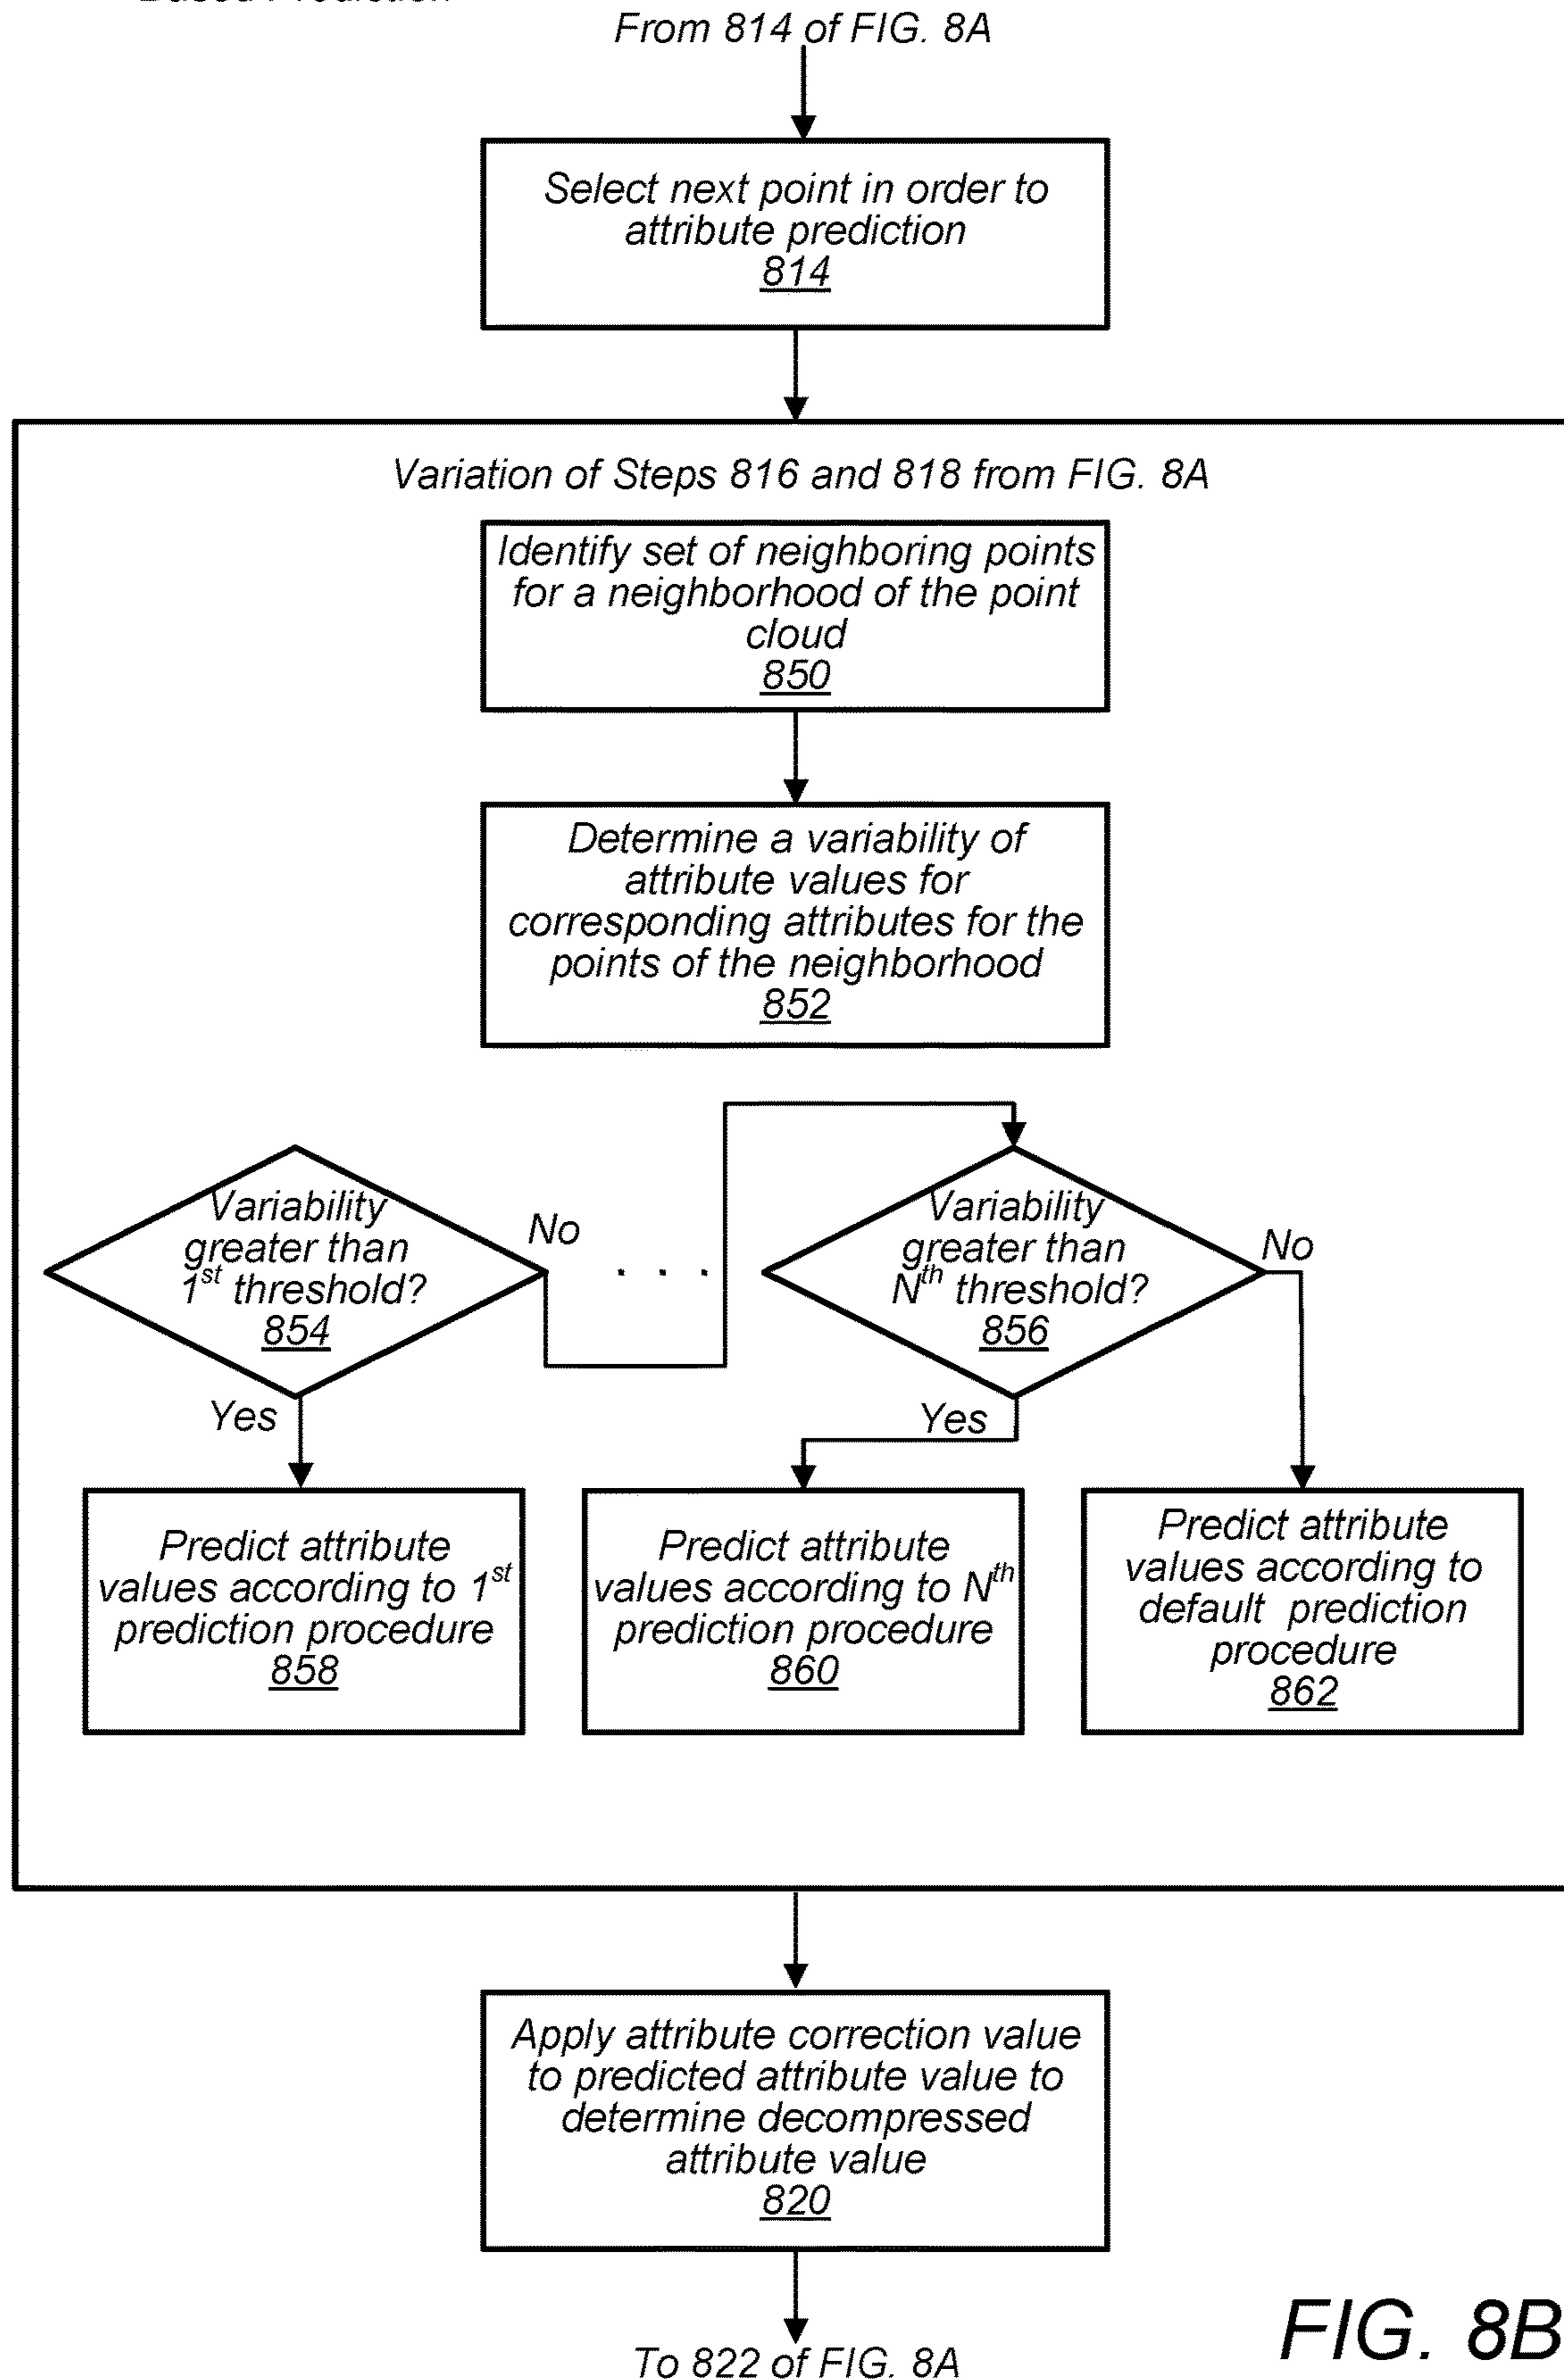 Based Prediction
From 814 of FIG. 8A
Select next point in order to
attribute prediction
814
Variation of Steps 816 and 818 from FIG. 8A
Identify set of neighboring points
for a neighborhood of the point
cloud
850
Determine a variability of
attribute values for
corresponding attributes for the
points of the neighborhood
852
Variability
greater than
1st threshold?
854
No
. . .
Variability
greater than
Nth threshold?
856
No
Yes
Yes
Predict attribute
values according to 1st
prediction procedure
858
Predict attribute
values according to Nth
prediction procedure
860
Predict attribute
values according to
default prediction
procedure
862
Apply attribute correction value
to predicted attribute value to
determine decompressed
attribute value
820
To 822 of FIG. 8A
FIG. 8B